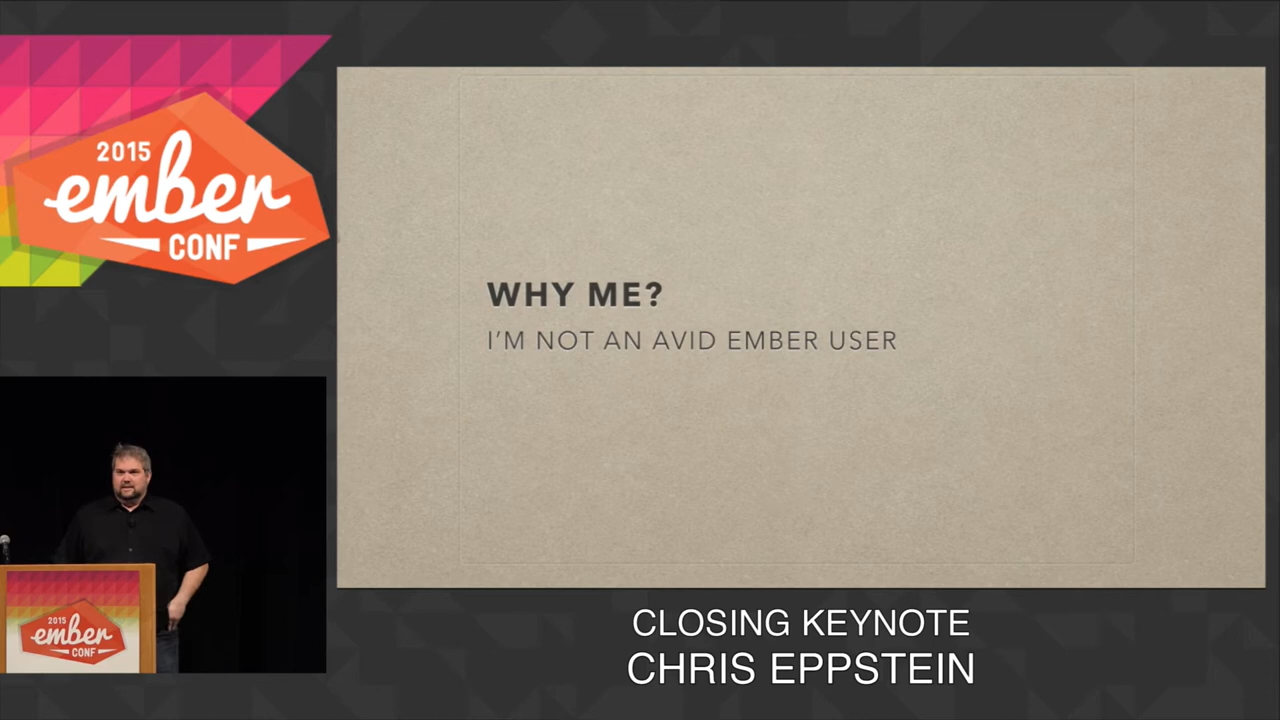 2015
ember
CONF
WHY ME?
I'M NOT AN AVID EMBER USER
2015
ember
CONF
CLOSING KEYNOTE
CHRIS EPPSTEIN